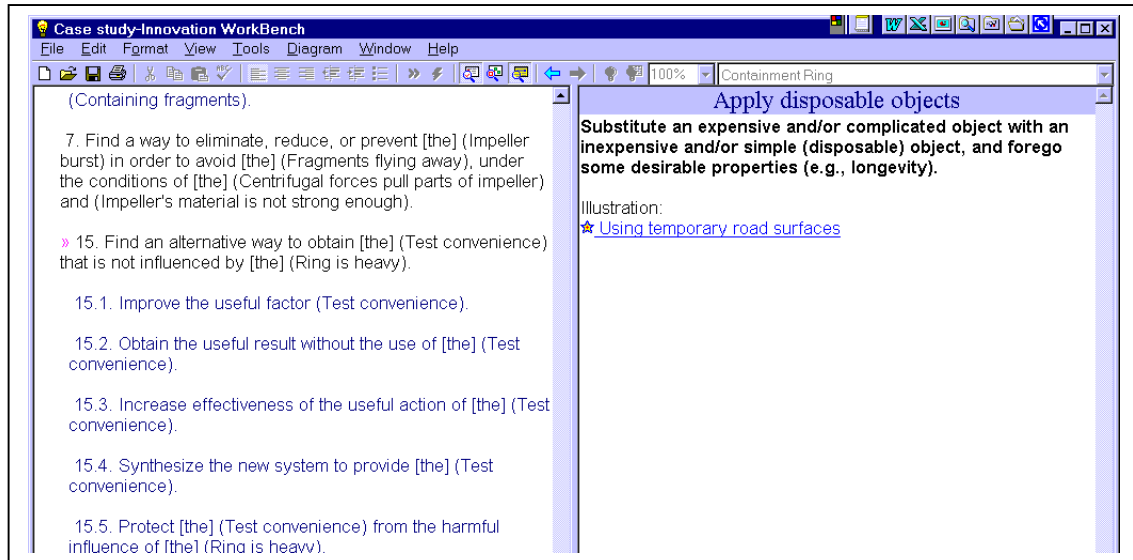 Case study-Innovation WorkBench
File Edit Format View Tools Diagram Window Help
100% Containment Ring
(Containing fragments).
7. Find a way to eliminate, reduce, or prevent [the] (Impeller
burst) in order to avoid [the] (Fragments flying away), under
the conditions of [the] (Centrifugal forces pull parts of impeller)
and (Impeller's material is not strong enough).
» 15. Find an alternative way to obtain [the] (Test convenience)
that is not influenced by [the] (Ring is heavy).
15.1. Improve the useful factor (Test convenience).
15.2. Obtain the useful result without the use of [the] (Test
convenience).
15.3. Increase effectiveness of the useful action of [the] (Test
convenience).
15.4. Synthesize the new system to provide [the] (Test
convenience).
15.5. Protect [the] (Test convenience) from the harmful
influence of [the] (Ring is heavy).
Apply disposable objects
Substitute an expensive and/or complicated object with an
inexpensive and/or simple (disposable) object, and forego
some desirable properties (e.g., longevity).
Illustration:
Using temporary road surfaces